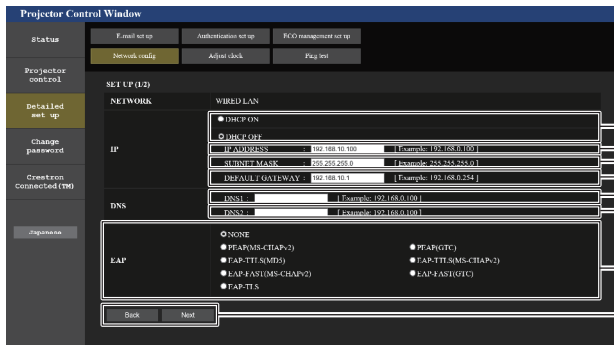 Projector Control Window
Status
E-mail set up
Authentication set up
ECO management set up
Network config
Adjust clock
Ping test
Projector
control
Detailed
set up
Change
password
Crestron
Connected(TM)
Japanese
SET UP (1/2)
NETWORK WIRED LAN
IP
DHCP ON
DHCP OFF
IP ADDRESS : 192.168.10.100 [ Example: 192.168.0.100 ]
SUBNET MASK : 255.255.255.0 [ Example: 255.255.255.0 ]
DEFAULT GATEWAY : 192.168.10.1 [ Example: 192.168.0.254 ]
DNS
DNS1 : [ Example: 192.168.0.100 ]
DNS2 : [ Example: 192.168.0.100 ]
EAP
NONE
PEAP(MS-CHAPv2) PEAP(GTC)
EAP-TTLS(MD5) EAP-TTLS(MS-CHAPv2)
EAP-FAST(MS-CHAPv2) EAP-FAST(GTC)
EAP-TLS
Back Next